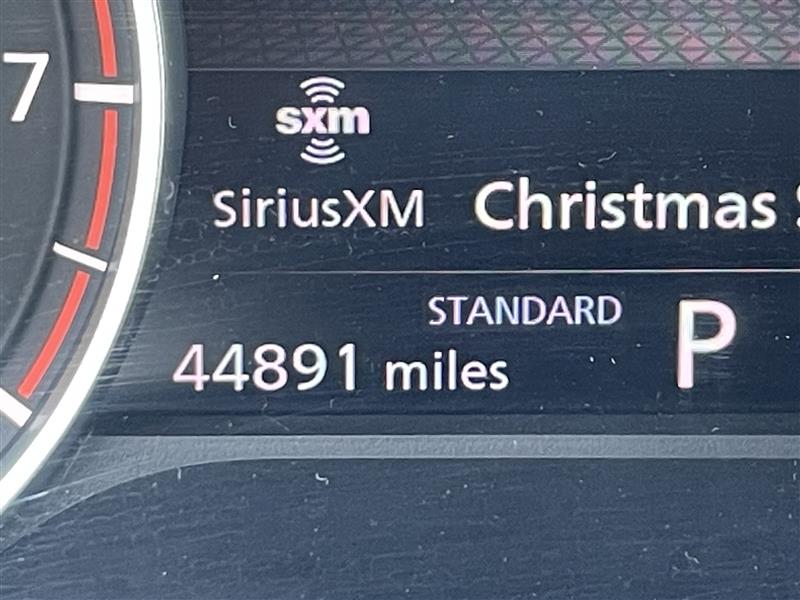 7
sxm
SiriusXM Christmas
STANDARD P
44891 miles